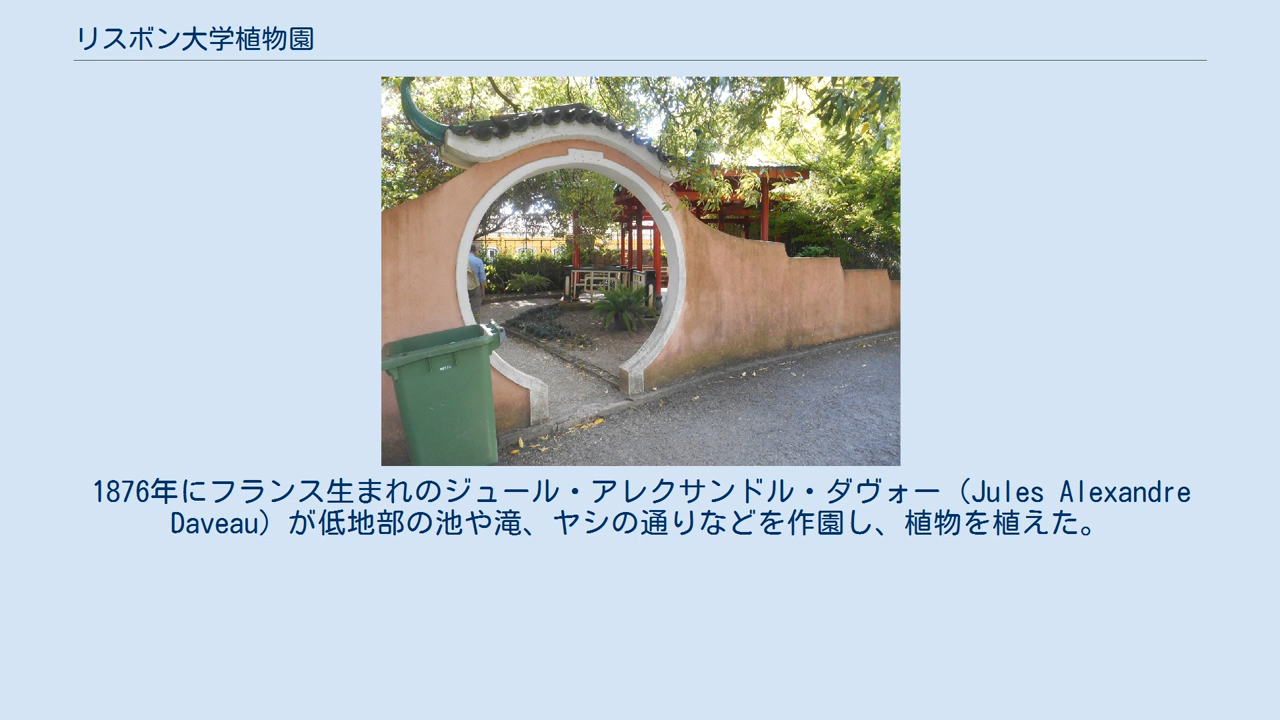 リスボン大学植物園
1876年にフランス生まれのジュール・アレクサンドル・ダヴォー（Jules Alexandre
Daveau）が低地部の池や滝、ヤシの通りなどを作園し、植物を植えた。